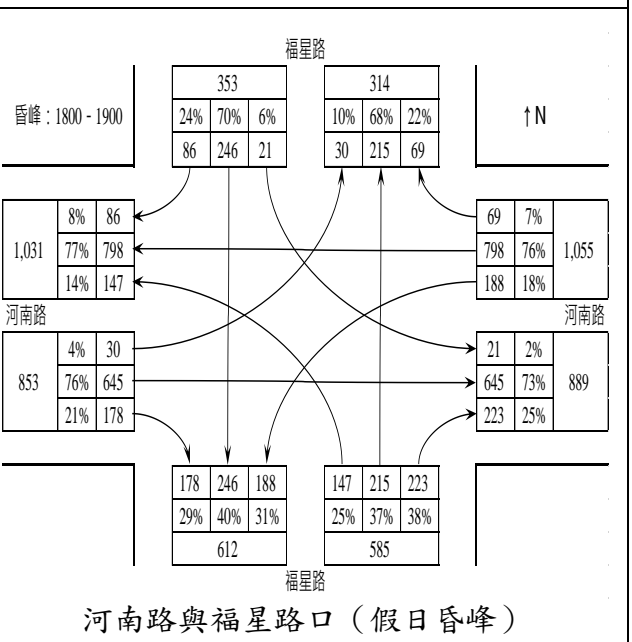 福星路
353 314
昏峰：1800 - 1900 24% 70% 6% 10% 68% 22% ↑N
86 246 21 30 215 69
8% 86 69 7%
1,031 77% 798 798 76% 1,055
14% 147 188 18%
河南路 河南路
4% 30 21 2%
853 76% 645 645 73% 889
21% 178 223 25%
178 246 188 147 215 223
29% 40% 31% 25% 37% 38%
612 585
福星路
河南路與福星路口（假日昏峰）